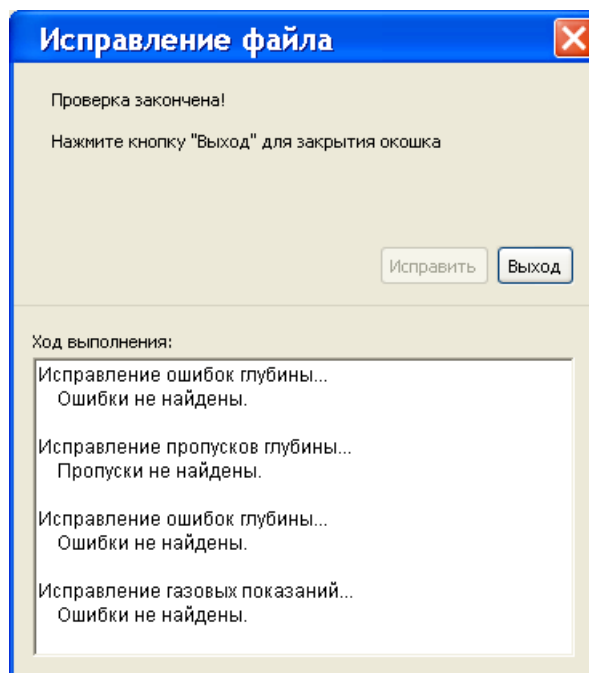 Исправление файла
Проверка закончена!
Нажмите кнопку "Выход" для закрытия окошка
Исправить
Выход
Ход выполнения:
Исправление ошибок глубины...
Ошибки не найдены.
Исправление пропусков глубины...
Пропуски не найдены.
Исправление ошибок глубины...
Ошибки не найдены.
Исправление газовых показаний...
Ошибки не найдены.